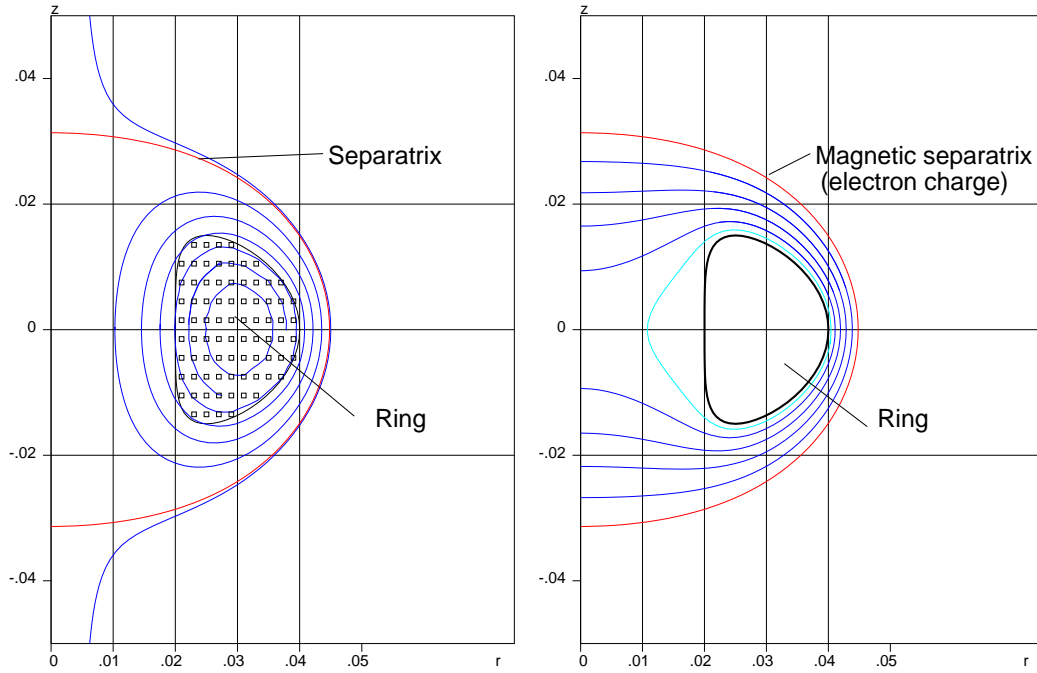 z
.04
.02
0
-.02
-.04
0
.01
.02
.03
.04
.05
r
Separatrix
Ring
z
.04
.02
0
-.02
-.04
0
.01
.02
.03
.04
.05
r
Magnetic separatrix
(electron charge)
Ring